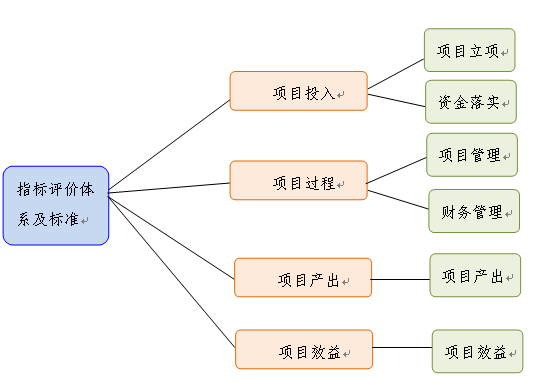 指标评价体
系及标准
项目投入
项目立项
资金落实
项目过程
项目管理
财务管理
项目产出
项目产出
项目效益
项目效益